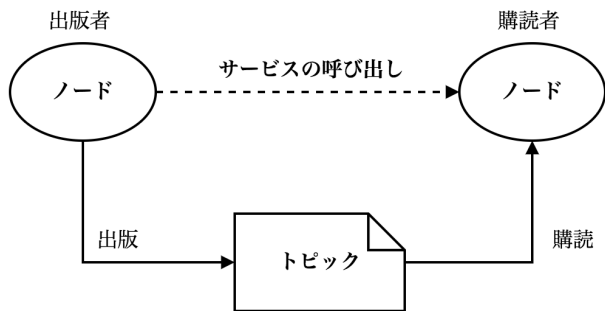 出版者
購読者
ノード
サービスの呼び出し
ノード
出版
トピック
購読